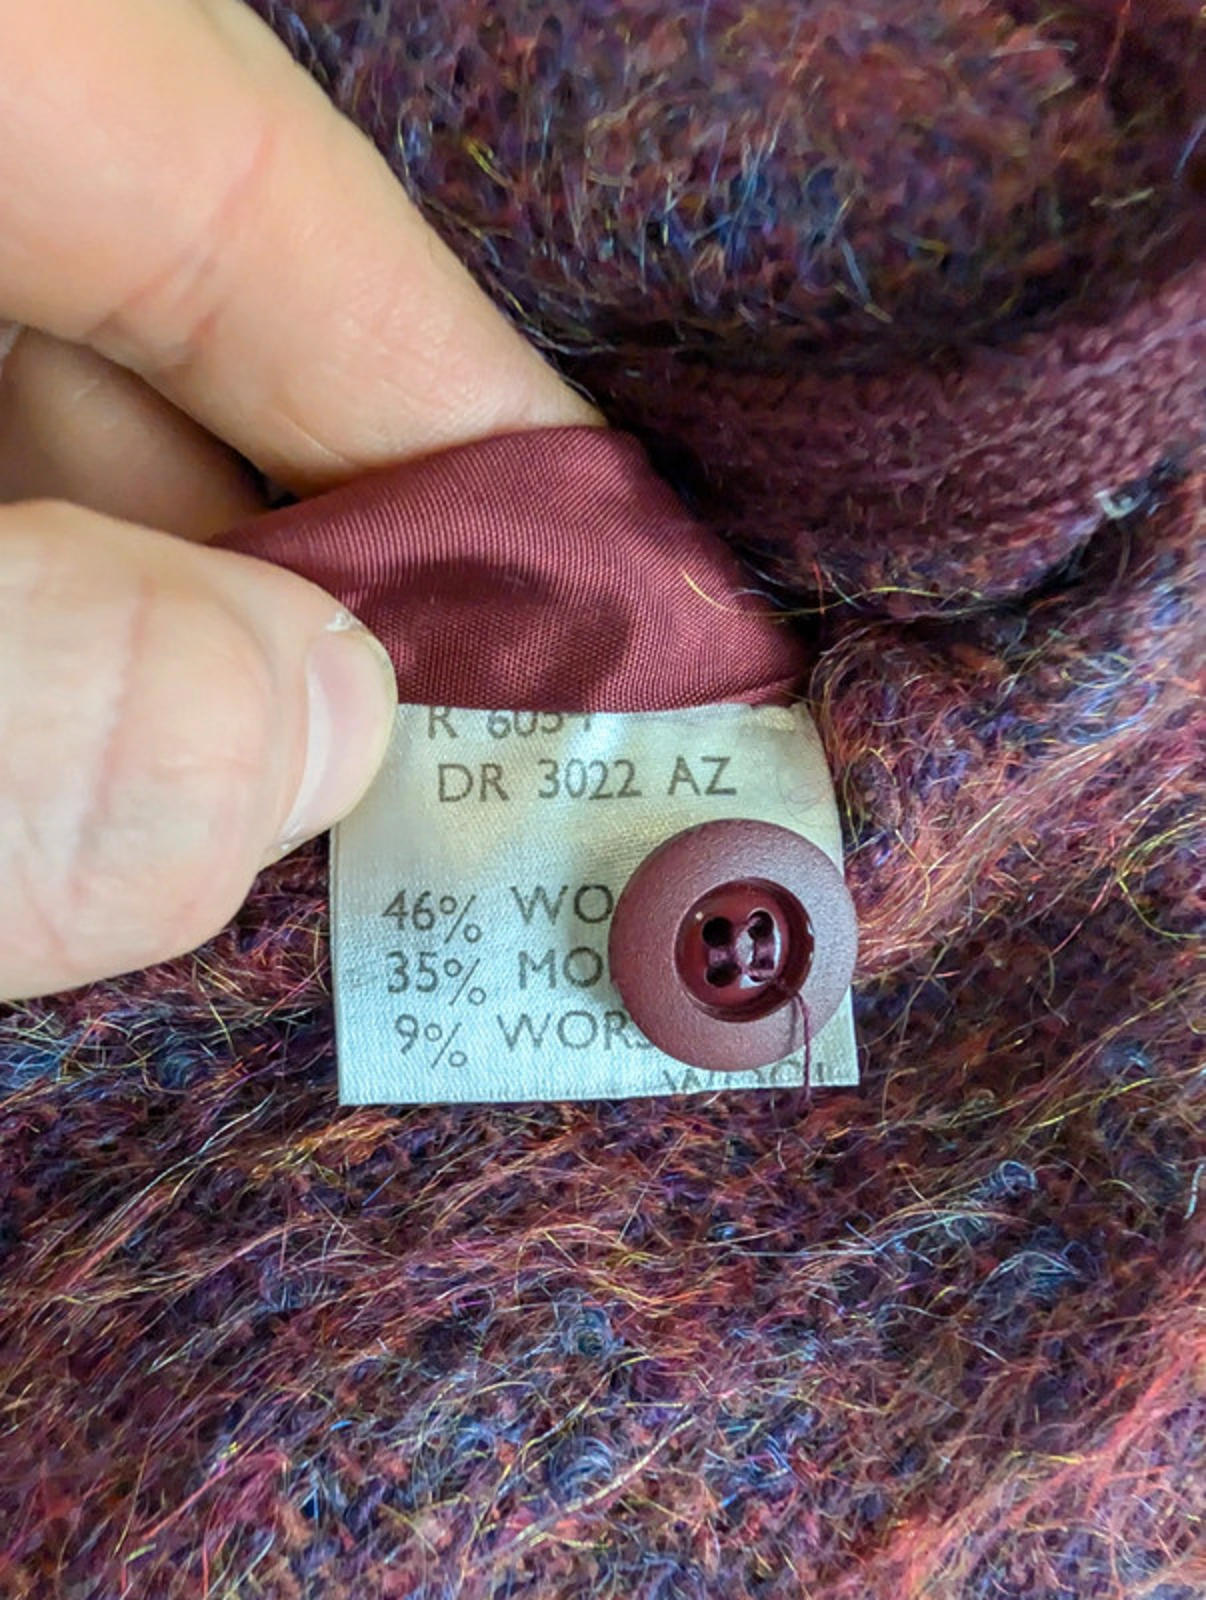 DR 3022 AZ
46% WO
35% MO
9% WORS